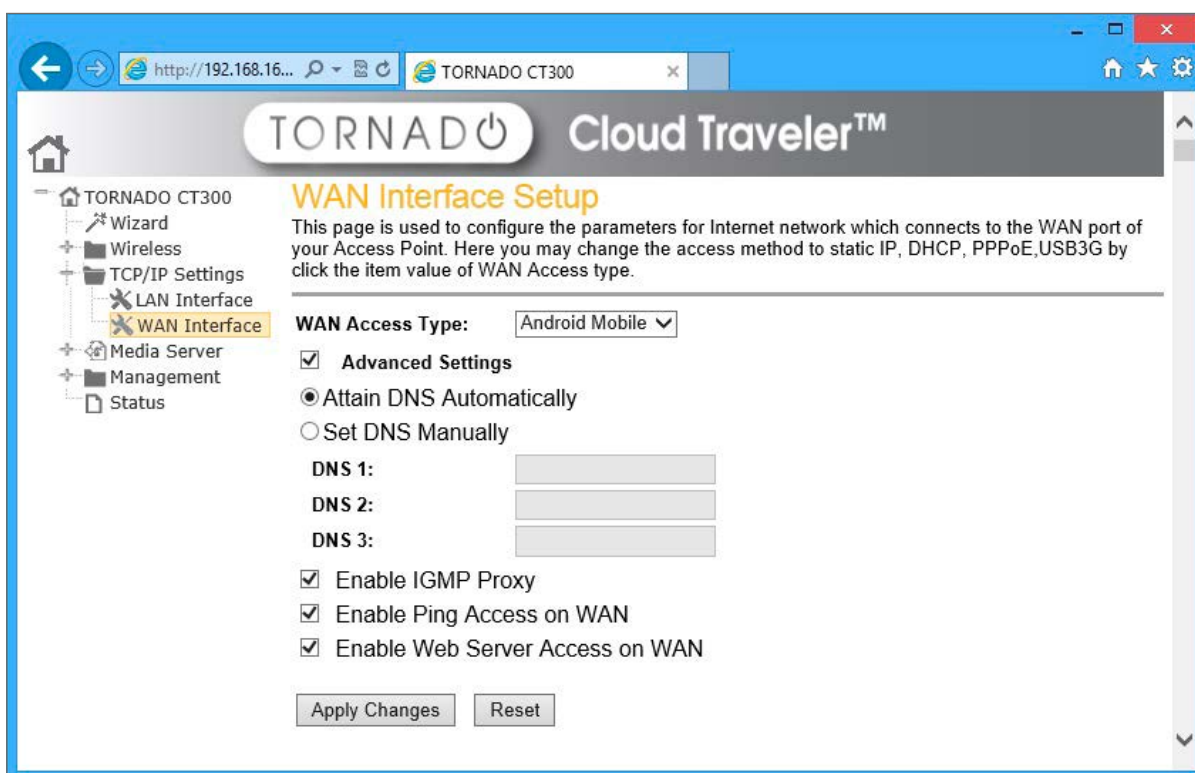 http://192.168.16...
TORNADO CT300
TORNADO Cloud Traveler™
TORNADO CT300
Wizard
Wireless
TCP/IP Settings
LAN Interface
WAN Interface
Media Server
Management
Status
WAN Interface Setup
This page is used to configure the parameters for Internet network which connects to the WAN port of
your Access Point. Here you may change the access method to static IP, DHCP, PPPoE,USB3G by
click the item value of WAN Access type.
WAN Access Type: Android Mobile
Advanced Settings
Attain DNS Automatically
Set DNS Manually
DNS 1:
DNS 2:
DNS 3:
Enable IGMP Proxy
Enable Ping Access on WAN
Enable Web Server Access on WAN
Apply Changes Reset